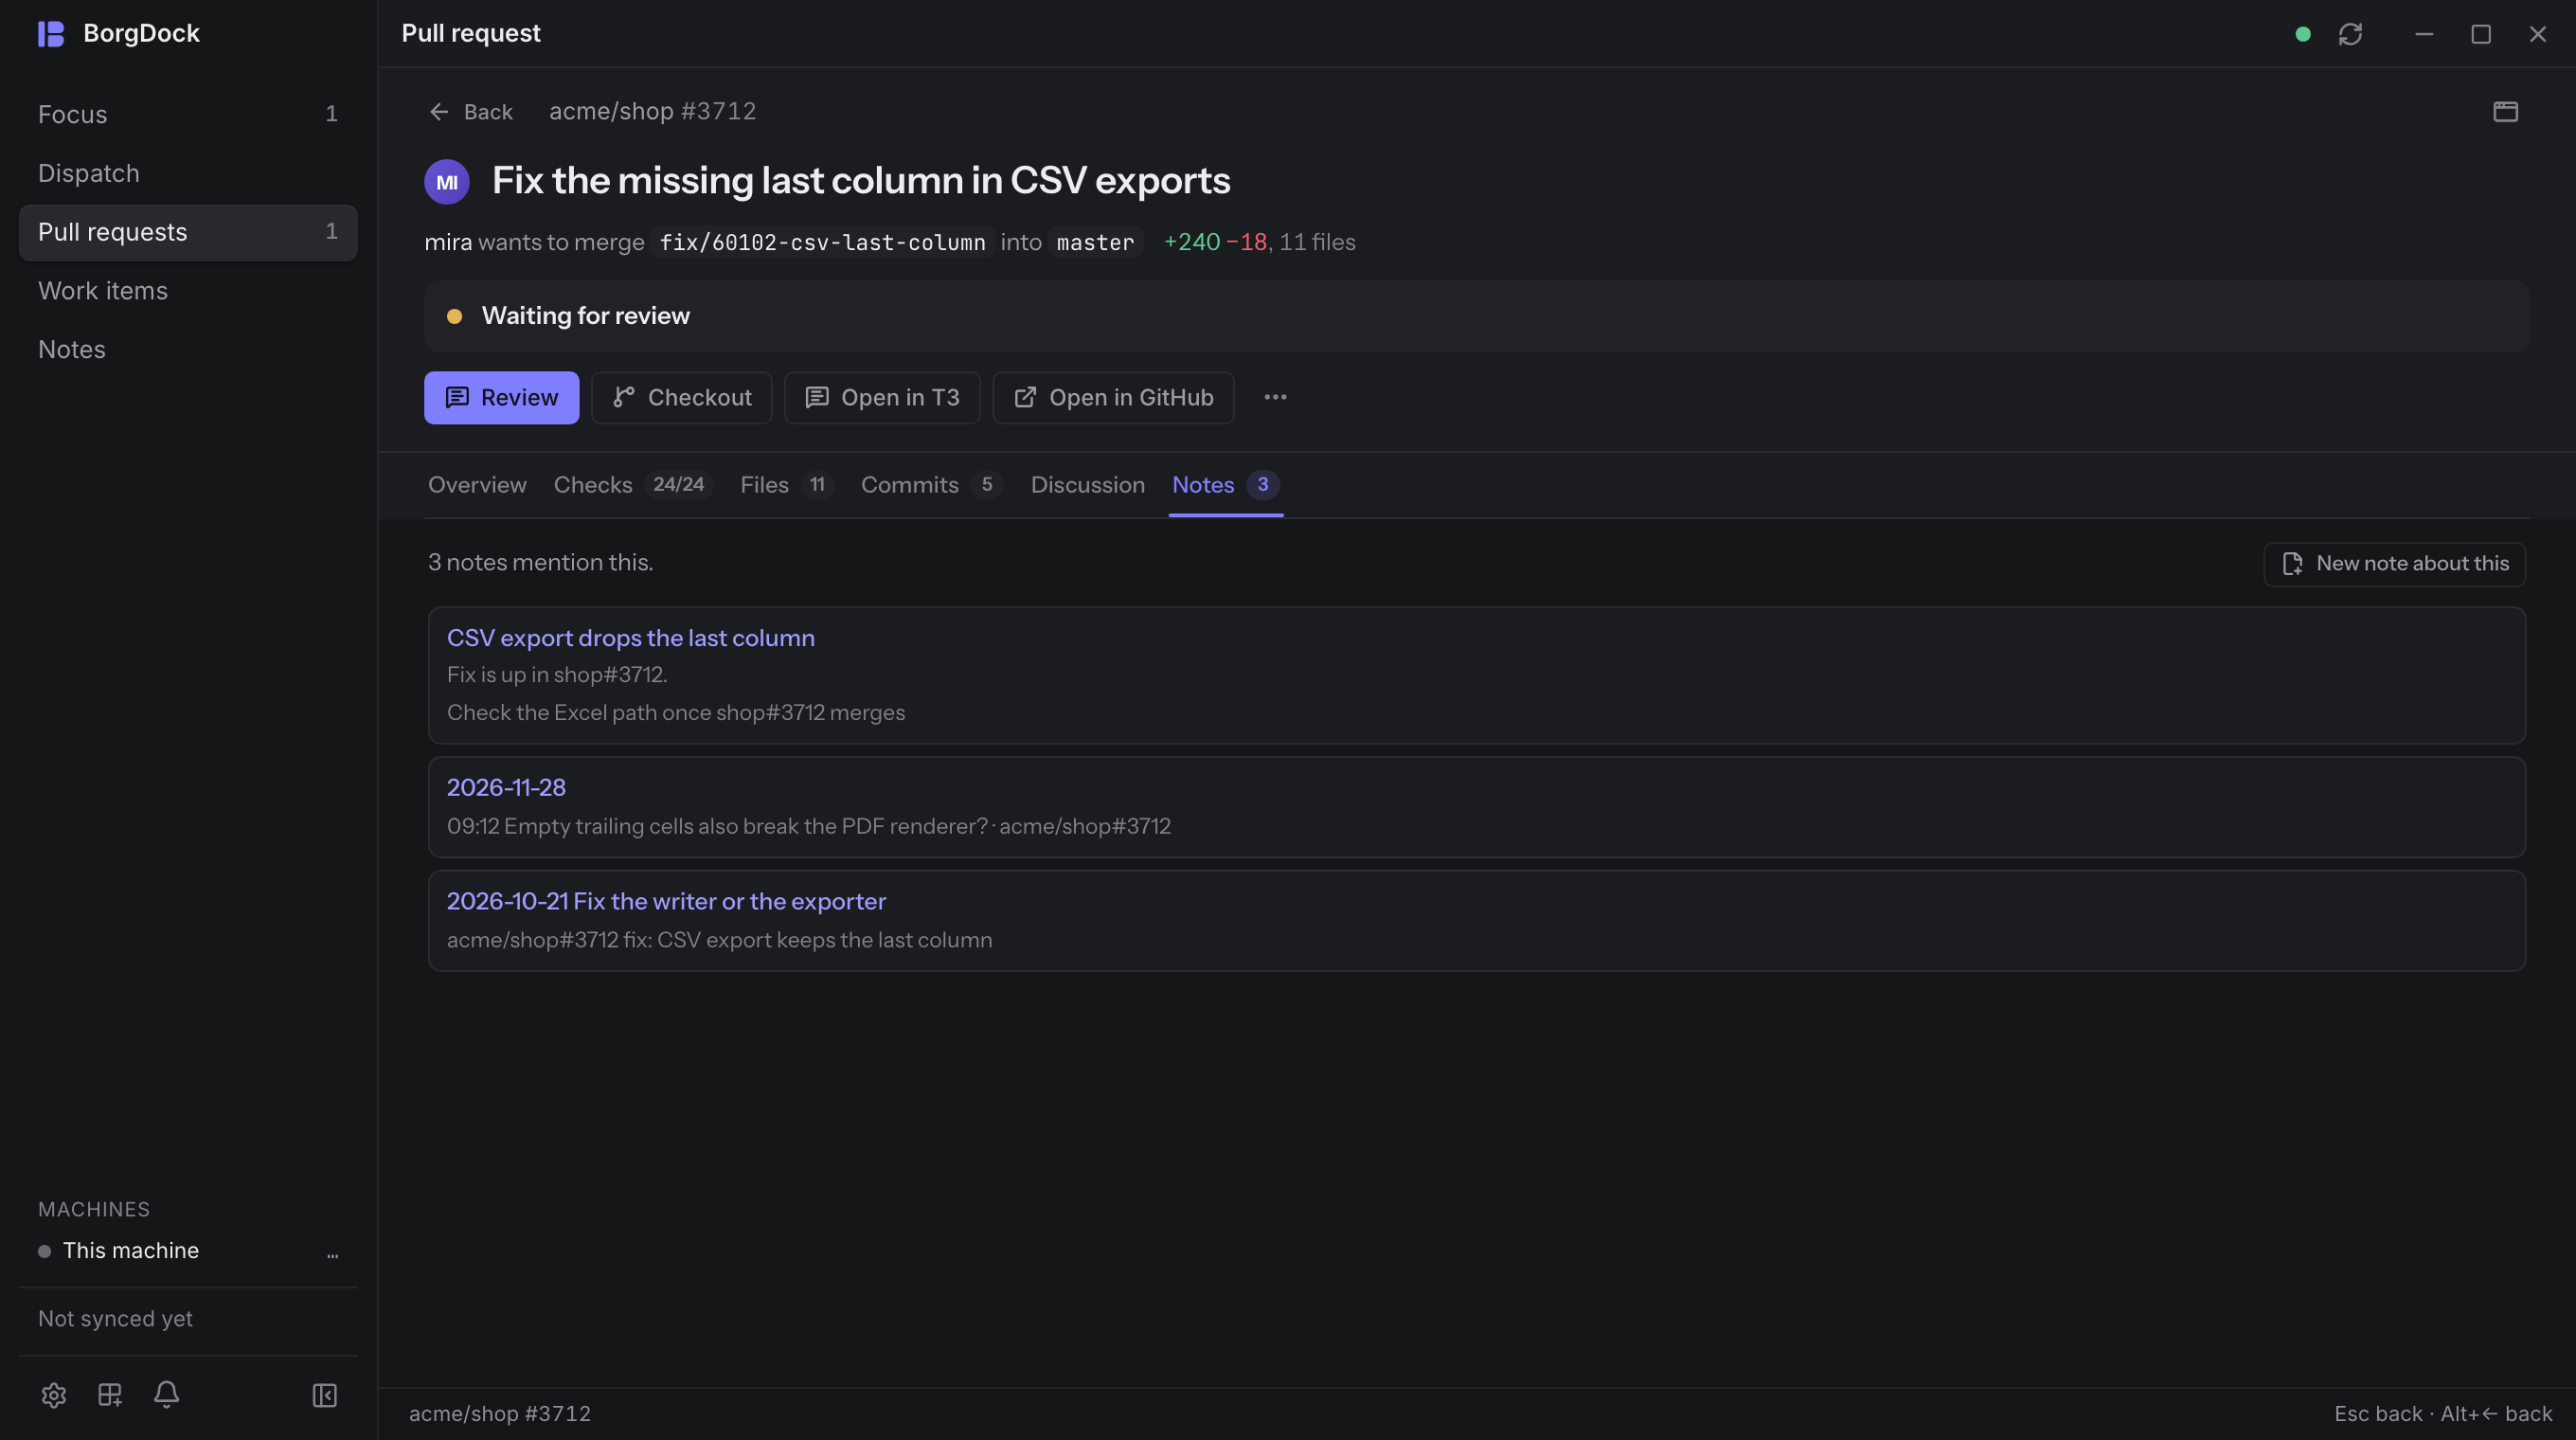 BorgDock
Focus 1
Dispatch
Pull requests 1
Work items
Notes
MACHINES
This machine …
Not synced yet
Pull request
Back acme/shop #3712
MI Fix the missing last column in CSV exports
mira wants to merge fix/60102-csv-last-column into master +240 −18, 11 files
Waiting for review
Review Checkout Open in T3 Open in GitHub
Overview Checks 24/24 Files 11 Commits 5 Discussion Notes 3
3 notes mention this. New note about this
CSV export drops the last column
Fix is up in shop#3712.
Check the Excel path once shop#3712 merges
2026-11-28
09:12 Empty trailing cells also break the PDF renderer? · acme/shop#3712
2026-10-21 Fix the writer or the exporter
acme/shop#3712 fix: CSV export keeps the last column
acme/shop #3712 Esc back · Alt+← back